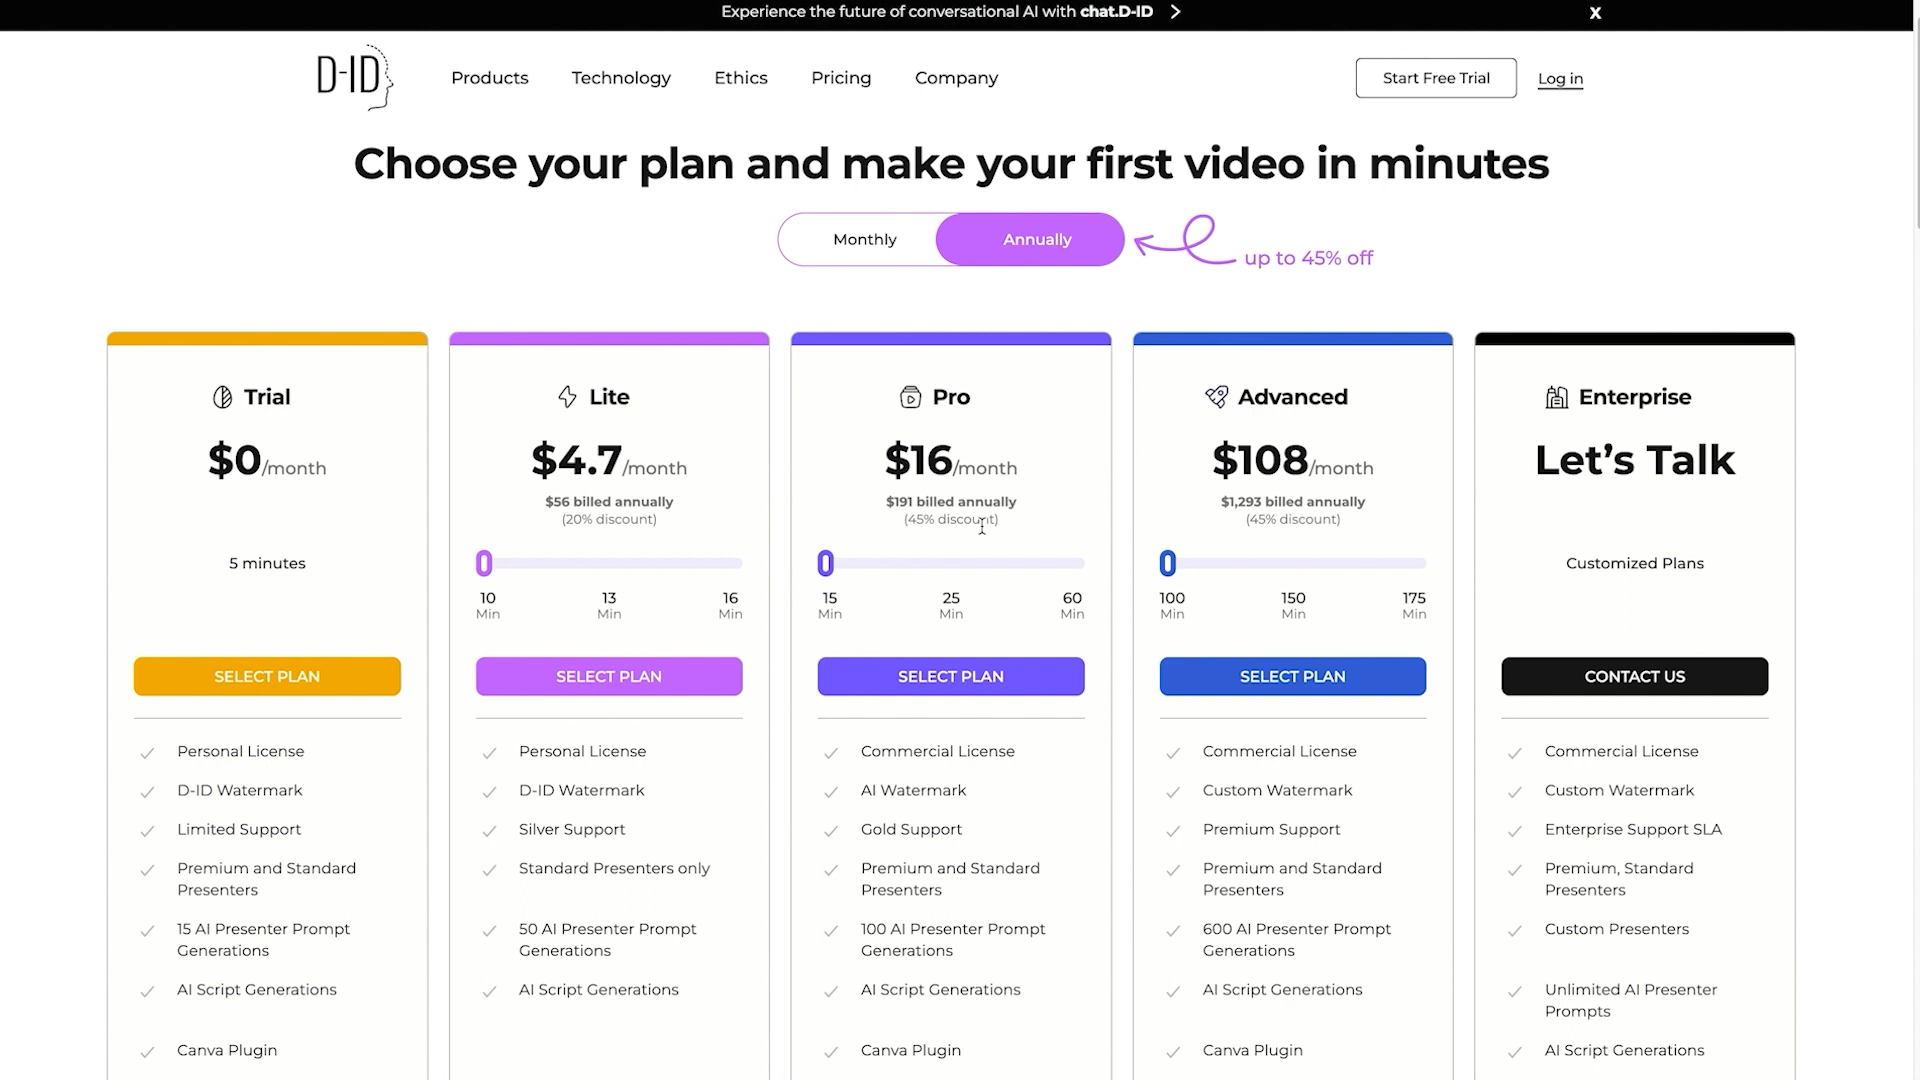 Experience the future of conversational AI with chat.D-ID
X
D-ID
Products
Technology
Ethics
Pricing
Company
Start Free Trial
Log in
Choose your plan and make your first video in minutes
Monthly
Annually
up to 45% off
Trial
$0/month
5 minutes
SELECT PLAN
Personal License
D-ID Watermark
Limited Support
Premium and Standard
Presenters
15 AI Presenter Prompt
Generations
AI Script Generations
Canva Plugin
Lite
$4.7/month
$56 billed annually
(20% discount)
10 13 16
Min Min Min
SELECT PLAN
Personal License
D-ID Watermark
Silver Support
Standard Presenters only
50 AI Presenter Prompt
Generations
AI Script Generations
Pro
$16/month
$191 billed annually
(45% discount)
15 25 60
Min Min Min
SELECT PLAN
Commercial License
AI Watermark
Gold Support
Premium and Standard
Presenters
100 AI Presenter Prompt
Generations
AI Script Generations
Canva Plugin
Advanced
$108/month
$1,293 billed annually
(45% discount)
100 150 175
Min Min Min
SELECT PLAN
Commercial License
Custom Watermark
Premium Support
Premium and Standard
Presenters
600 AI Presenter Prompt
Generations
AI Script Generations
Canva Plugin
Enterprise
Let's Talk
Customized Plans
CONTACT US
Commercial License
Custom Watermark
Enterprise Support SLA
Premium, Standard
Presenters
Custom Presenters
Unlimited AI Presenter
Prompts
AI Script Generations